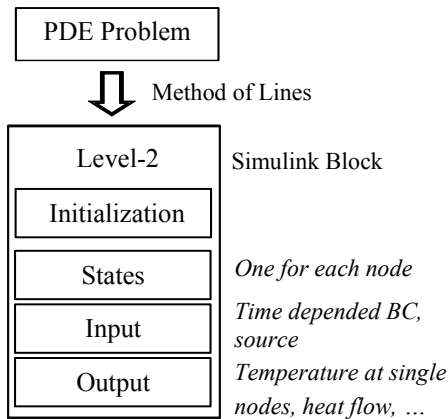 PDE Problem
Method of Lines
Level-2
Simulink Block
Initialization
States
One for each node
Input
Time depended BC,
source
Output
Temperature at single
nodes, heat flow, …